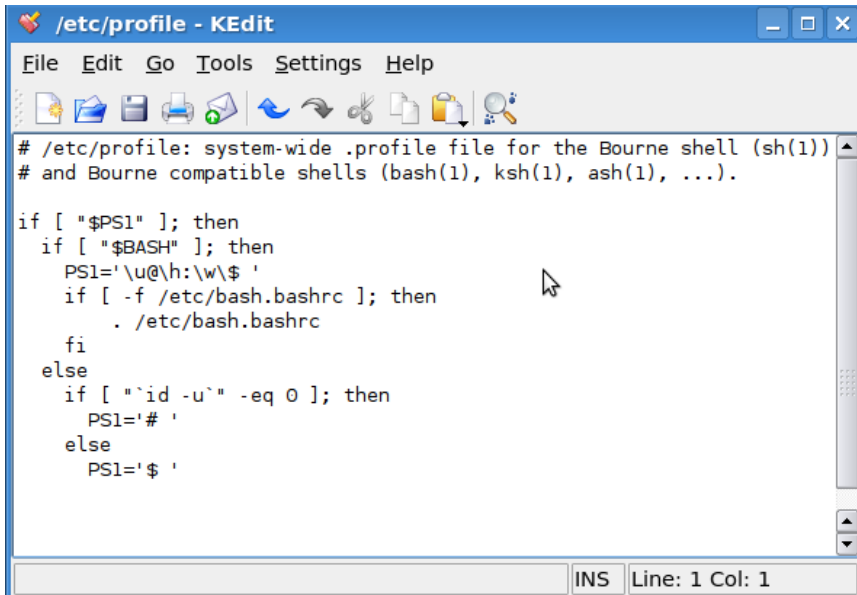 /etc/profile - KEdit
File Edit Go Tools Settings Help
# /etc/profile: system-wide .profile file for the Bourne shell (sh(1))
# and Bourne compatible shells (bash(1), ksh(1), ash(1), ...).

if [ "$PS1" ]; then
  if [ "$BASH" ]; then
    PS1='\u@\h:\w\$ '
    if [ -f /etc/bash.bashrc ]; then
        . /etc/bash.bashrc
    fi
  else
    if [ "`id -u`" -eq 0 ]; then
      PS1='# '
    else
      PS1='$ '
INS Line: 1 Col: 1